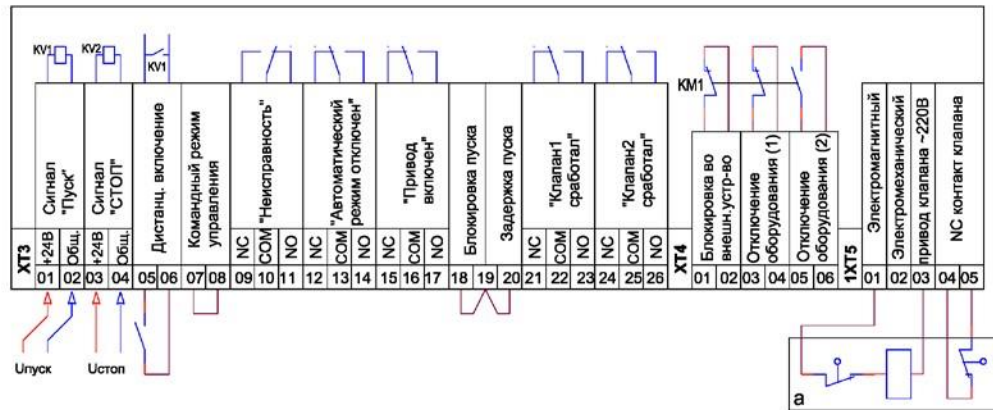 KV1
KV2
KV1
KM1
XT3
Сигнал
"Пуск"
+24В
Общ.
Сигнал
"СТОП"
+24В
Общ.
Дистанц. включение
Командный режим
управления
"Неисправность"
NC
COM
NO
"Автоматический
режим отключен"
NC
COM
NO
"Привод
включен"
NC
COM
NO
Блокировка пуска
Задержка пуска
"Клапан1
сработал"
NC
COM
NO
"Клапан2
сработал"
NC
COM
NO
XT4
Блокировка во
внешн.устр-во
Отключение
оборудования (1)
Отключение
оборудования (2)
1XT5
Электромагнитный
Электромеханический
привод клапана ~220В
NC контакт клапана
01 02 03 04 05 06 07 08 09 10 11 12 13 14 15 16 17 18 19 20 21 22 23 24 25 26
01 02 03 04 05 06
01 02 03 04 05
Uпуск
Uстоп
a